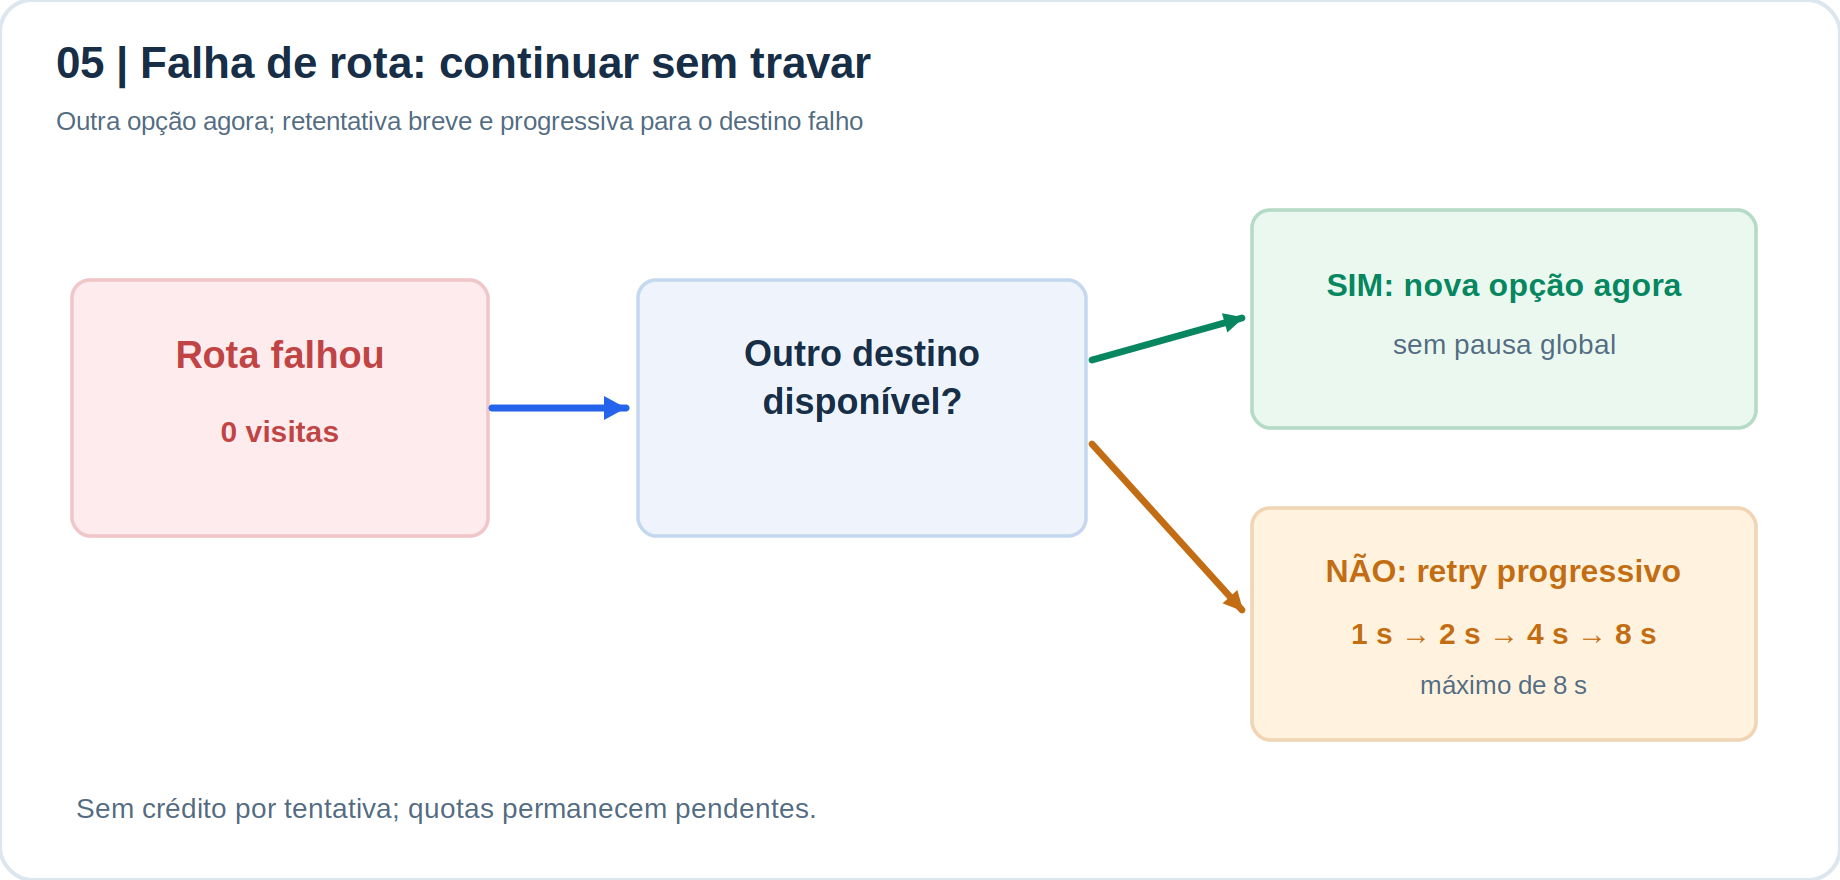 05 | Falha de rota: continuar sem travar
Outra opção agora; retentativa breve e progressiva para o destino falho
Rota falhou
0 visitas
Outro destino
disponível?
SIM: nova opção agora
sem pausa global
NÃO: retry progressivo
1 s → 2 s → 4 s → 8 s
máximo de 8 s
Sem crédito por tentativa; quotas permanecem pendentes.